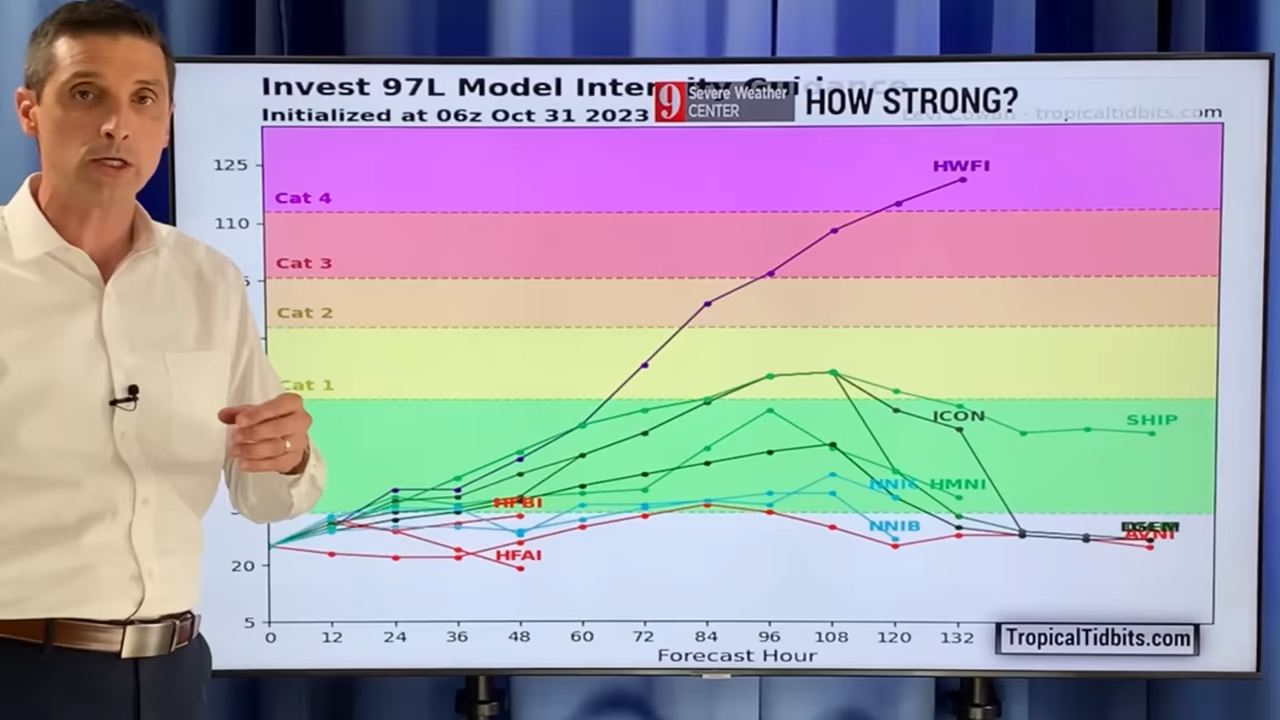 Invest 97L Model
Initialized at 06z Oct 31 2023
9 Severe Weather
CENTER
HOW STRONG?
tropicaltidbits.com
125
110
20
5
Cat 4
Cat 3
Cat 2
Cat 1
HWFI
ICON
SHIP
HMNI
NNIC
NNIB
HFBI
HFAI
AVNI
0 12 24 36 48 60 72 84 96 108 120 132
Forecast Hour
TropicalTidbits.com